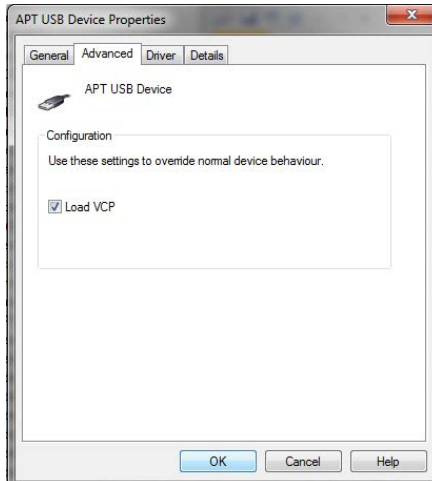 APT USB Device Properties
General Advanced Driver Details
APT USB Device
Configuration
Use these settings to override normal device behaviour.
Load VCP
OK Cancel Help